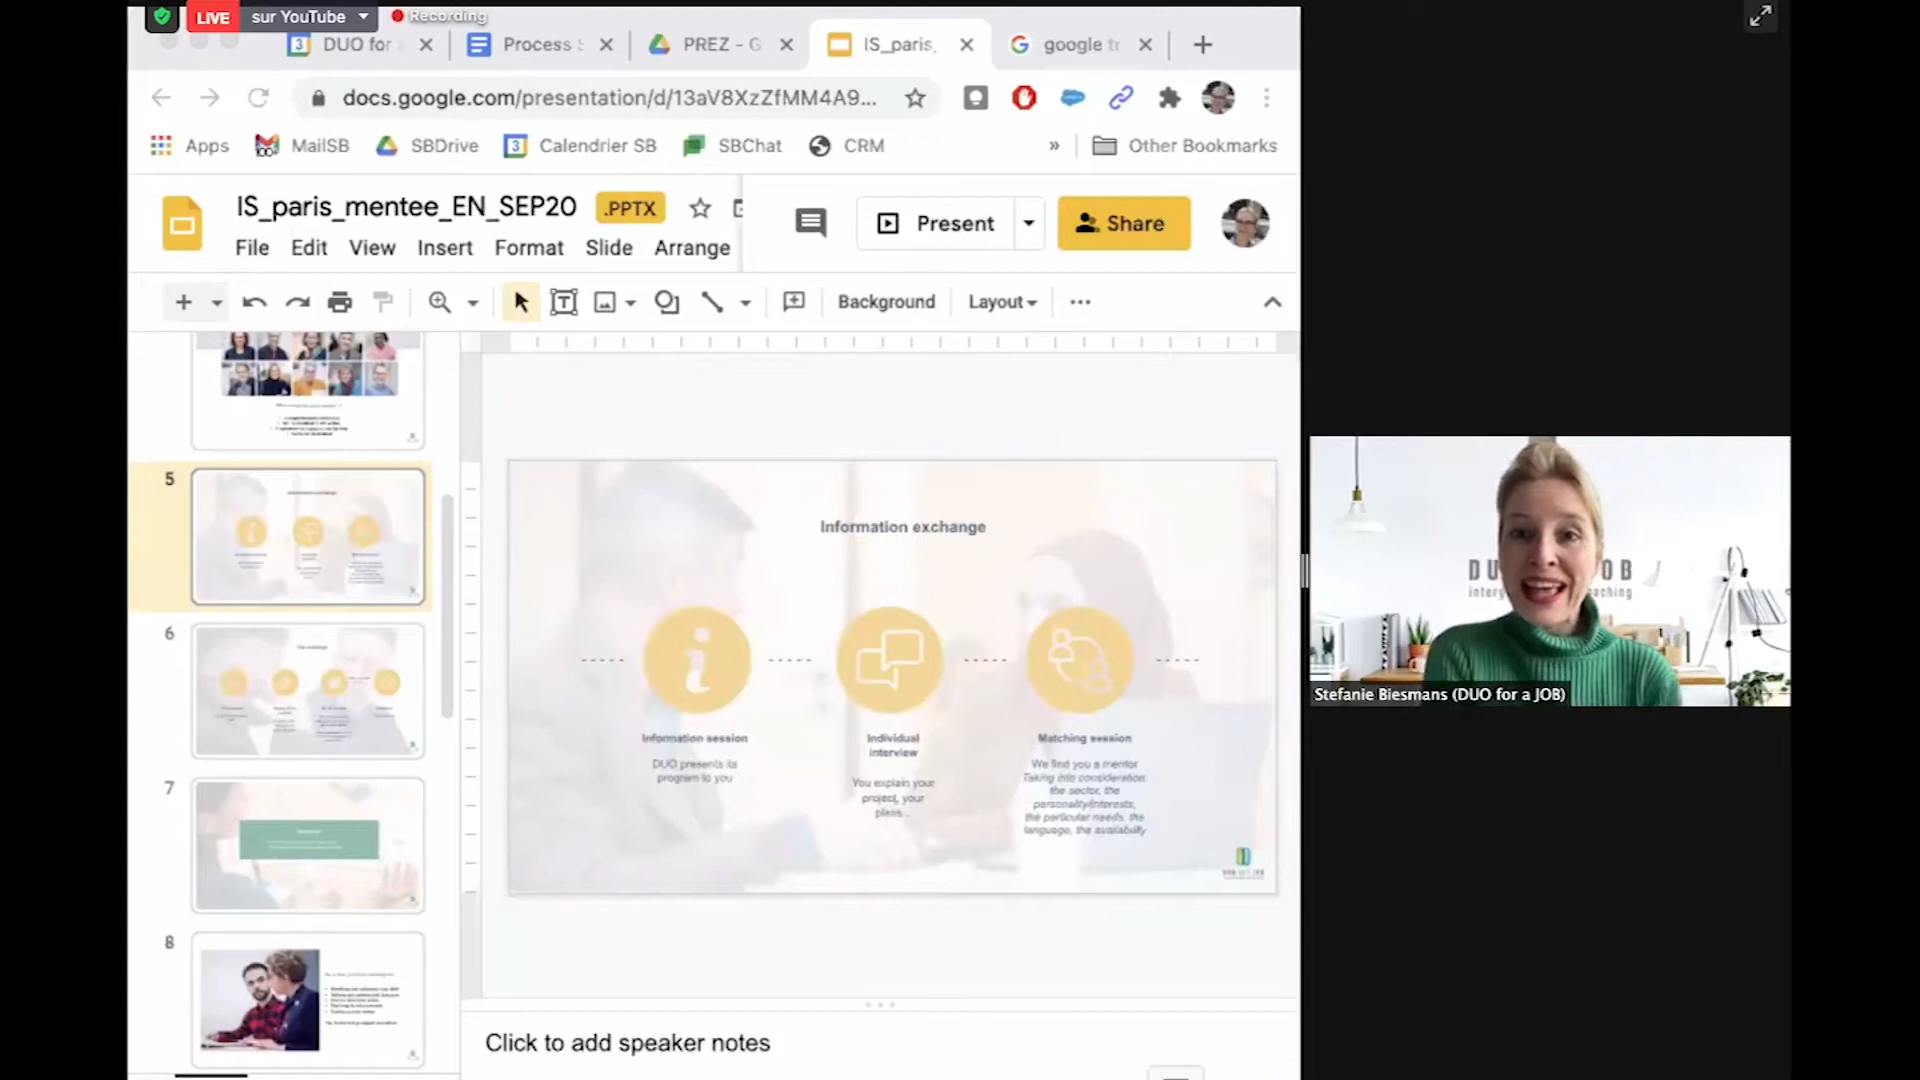 LIVE sur YouTube
Recording
DUO for
Process
PREZ - G
IS_paris,
google tr
docs.google.com/presentation/d/13aV8XzZfMM4A9...
Apps
MailSB
SBDrive
Calendrier SB
SBChat
CRM
Other Bookmarks
IS_paris_mentee_EN_SEP20
.PPTX
Present
Share
File Edit View Insert Format Slide Arrange
Background
Layout
5
6
7
8
Information exchange
Information session
DUO presents its
program to you
Individual
interview
You explain your
project, your
plans...
Matching session
We find you a mentor
Taking into consideration
the sector, the
personality/interests,
the particular needs, the
language, the availability
Click to add speaker notes
Stefanie Biesmans (DUO for a JOB)